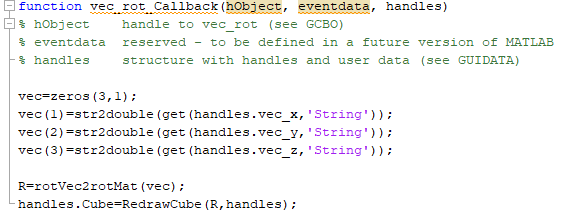 function vec_rot_Callback(hObject, eventdata, handles)
% hObject    handle to vec_rot (see GCBO)
% eventdata  reserved - to be defined in a future version of MATLAB
% handles    structure with handles and user data (see GUIDATA)
vec=zeros(3,1);
vec(1)=str2double(get(handles.vec_x,'String'));
vec(2)=str2double(get(handles.vec_y,'String'));
vec(3)=str2double(get(handles.vec_z,'String'));
R=rotVec2rotMat(vec);
handles.Cube=RedrawCube(R,handles);